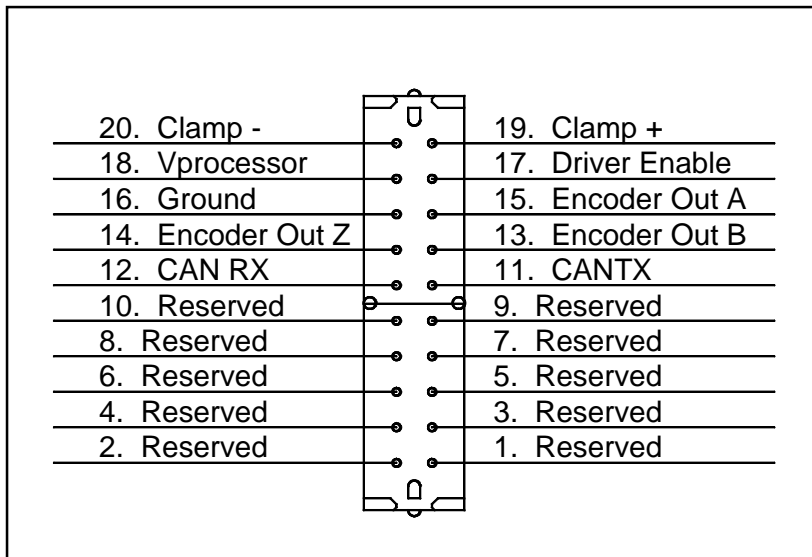 20. Clamp - 19. Clamp +
18. Vprocessor 17. Driver Enable
16. Ground 15. Encoder Out A
14. Encoder Out Z 13. Encoder Out B
12. CAN RX 11. CANTX
10. Reserved 9. Reserved
8. Reserved 7. Reserved
6. Reserved 5. Reserved
4. Reserved 3. Reserved
2. Reserved 1. Reserved